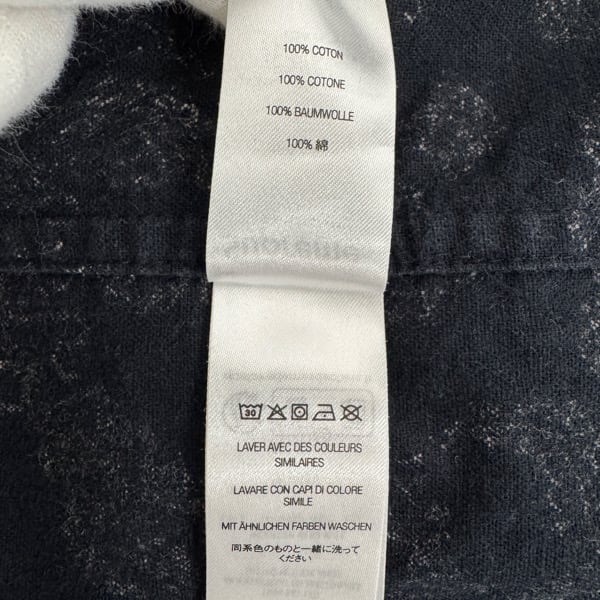 100% COTON
100% COTONE
100% BAUMWOLLE
100% 綿
30
LAVER AVEC DES COULEURS
SIMILAIRES
LAVARE CON CAPI DI COLORE
SIMILE
MIT ÄHNLICHEN FARBEN WASCHEN
同系色のものと一緒に洗って
ください